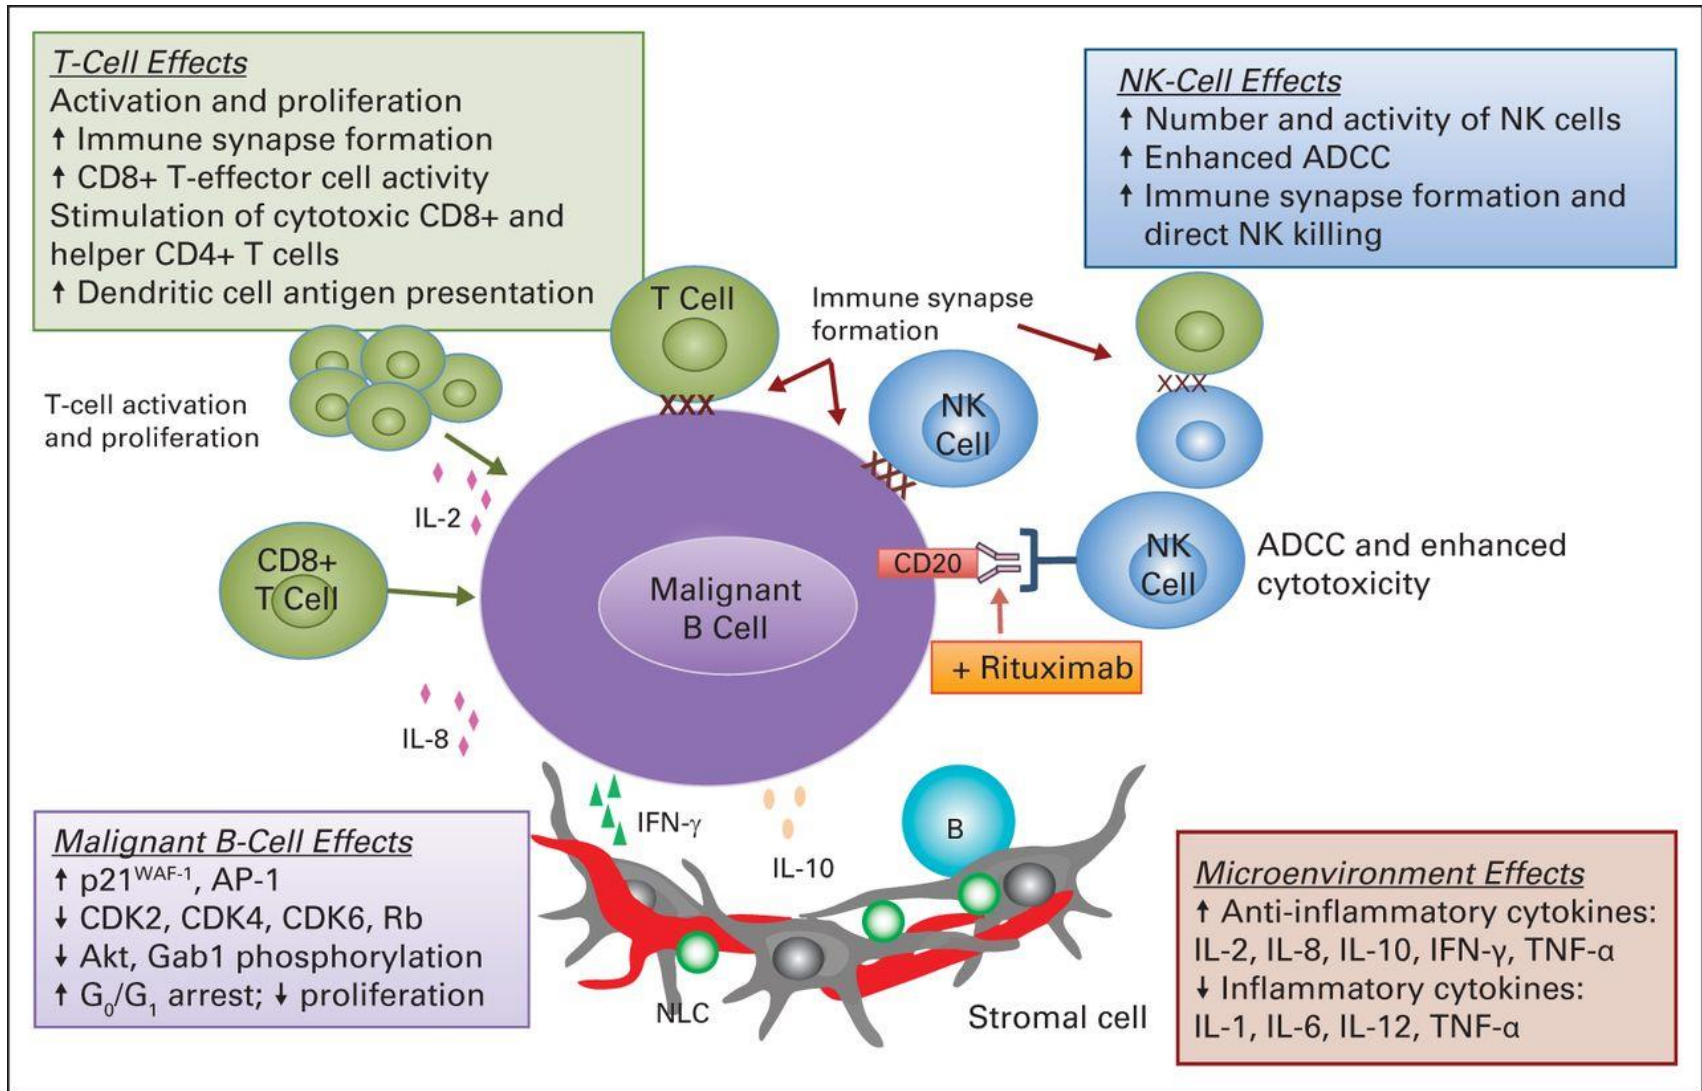 T-Cell Effects
Activation and proliferation
↑ Immune synapse formation
↑ CD8+ T-effector cell activity
Stimulation of cytotoxic CD8+ and
helper CD4+ T cells
↑ Dendritic cell antigen presentation
NK-Cell Effects
↑ Number and activity of NK cells
↑ Enhanced ADCC
↑ Immune synapse formation and
direct NK killing
T Cell
Immune synapse
formation
XXX
XXX
XXX
T-cell activation
and proliferation
NK
Cell
IL-2
CD8+
T Cell
Malignant
B Cell
CD20
NK
Cell
ADCC and enhanced
cytotoxicity
+ Rituximab
IL-8
IFN-γ
IL-10
B
NLC
Stromal cell
Malignant B-Cell Effects
↑ p21WAF-1, AP-1
↓ CDK2, CDK4, CDK6, Rb
↓ Akt, Gab1 phosphorylation
↑ G0/G1 arrest; ↓ proliferation
Microenvironment Effects
↑ Anti-inflammatory cytokines:
IL-2, IL-8, IL-10, IFN-γ, TNF-α
↓ Inflammatory cytokines:
IL-1, IL-6, IL-12, TNF-α